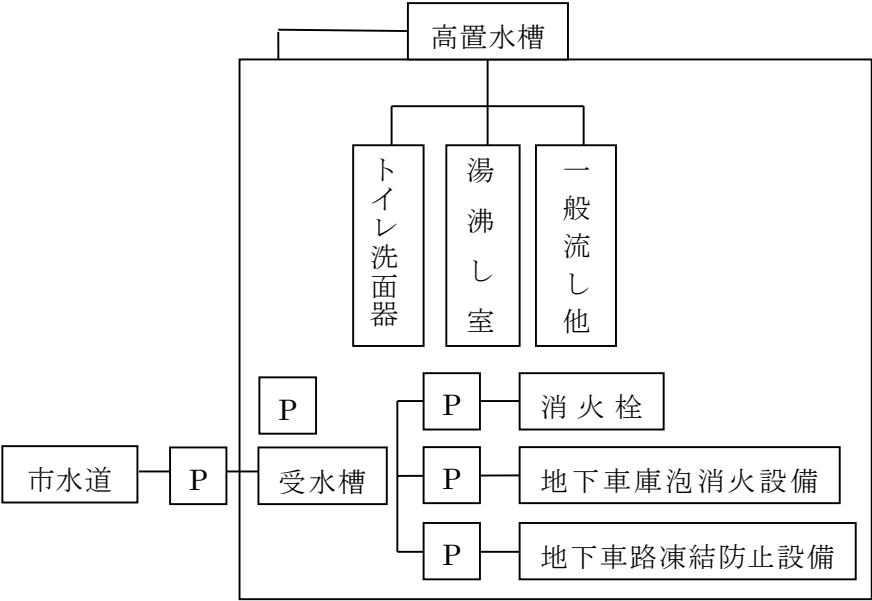 高置水槽
トイレ洗面器
湯沸し室
一般流し他
P
P 消火栓
市水道 P 受水槽 P 地下車庫泡消火設備
P 地下車路凍結防止設備